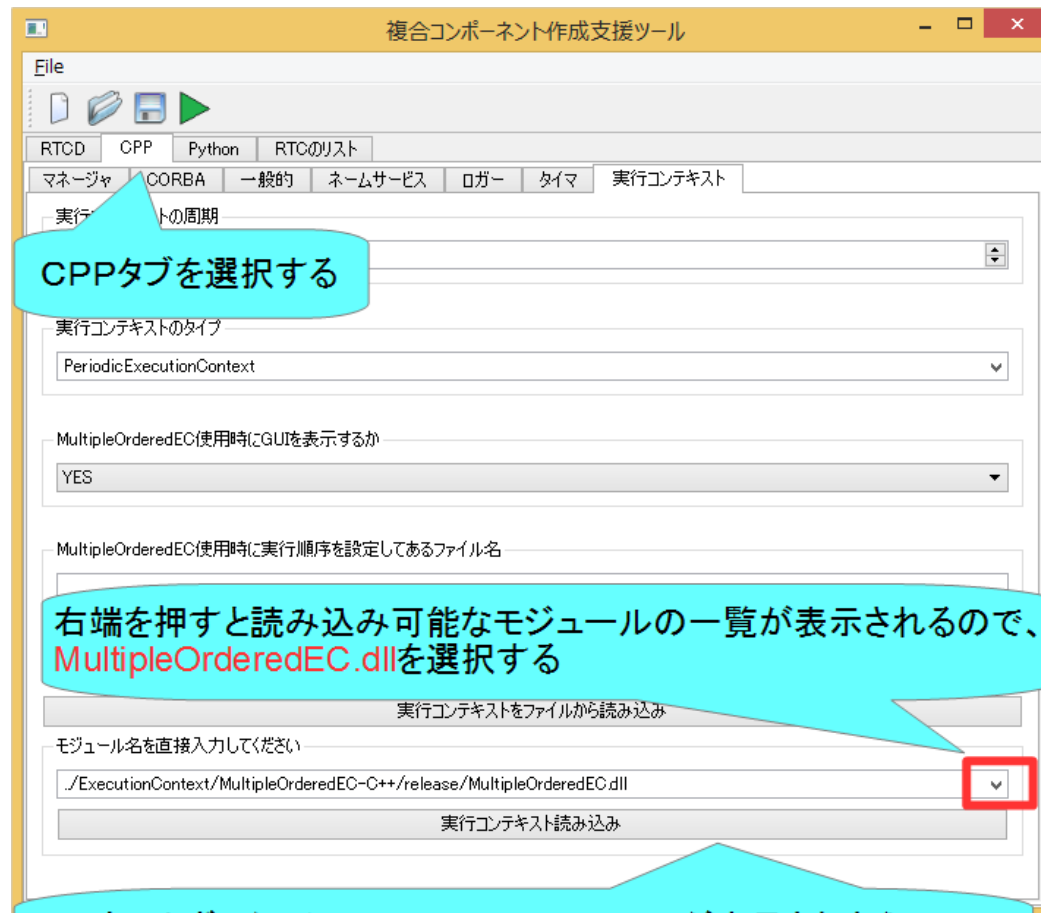 複合コンポーネント作成支援ツール
File
RTCD CPP Python RTCのリスト
マネージャ CORBA 一般的 ネームサービス ロガー タイマ 実行コンテキスト
トの周期
CPPタブを選択する
実行コンテキストのタイプ
PeriodicExecutionContext
MultipleOrderedEC使用時にGUIを表示するか
YES
MultipleOrderedEC使用時に実行順序を設定してあるファイル名
右端を押すと読み込み可能なモジュールの一覧が表示されるので、
MultipleOrderedEC.dllを選択する
実行コンテキストをファイルから読み込み
モジュール名を直接入力してください
./ExecutionContext/MultipleOrderedEC-C++/release/MultipleOrderedEC.dll
実行コンテキスト読み込み